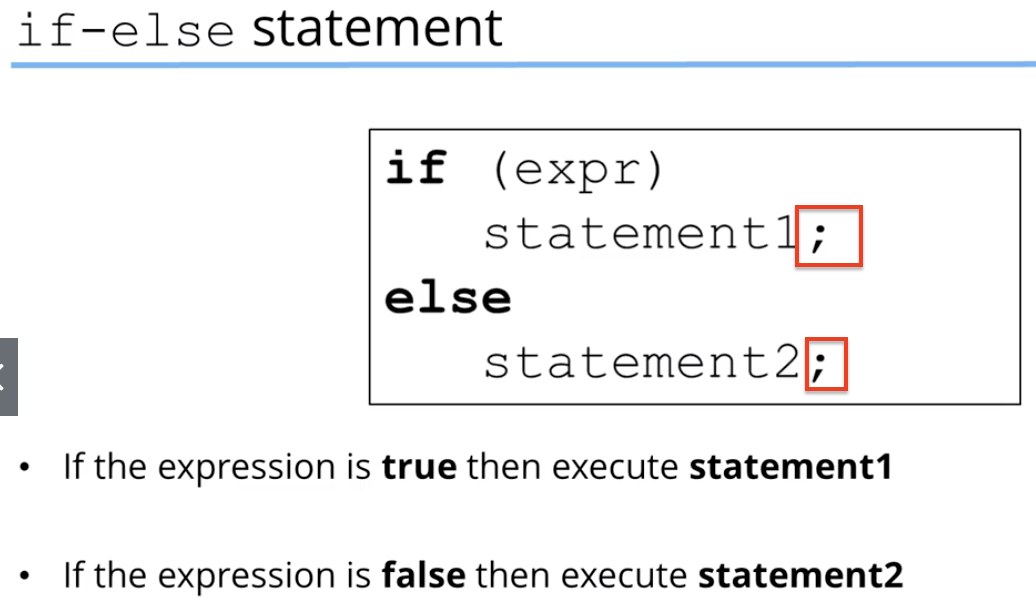 if-else statement
if (expr)
statement1;
else
statement2;
• If the expression is true then execute statement1
• If the expression is false then execute statement2